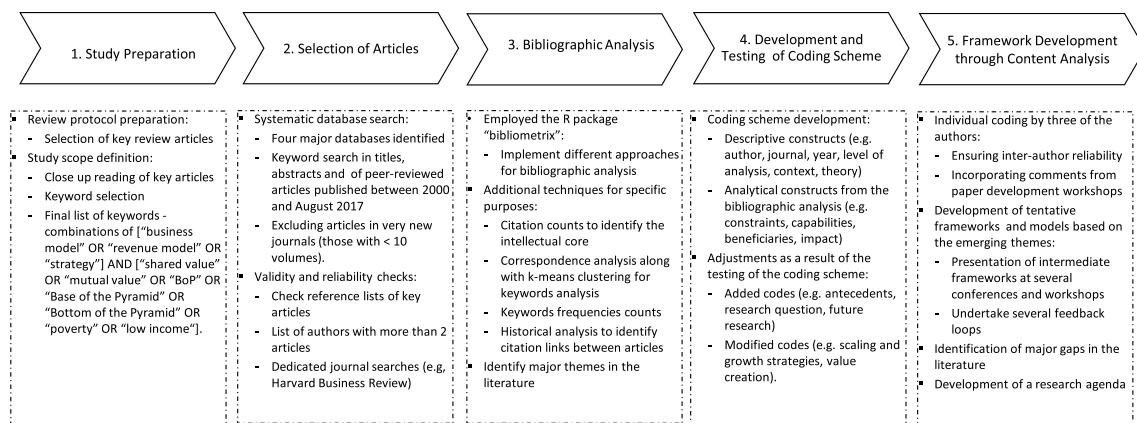 1. Study Preparation
2. Selection of Articles
3. Bibliographic Analysis
4. Development and
Testing of Coding Scheme
5. Framework Development
through Content Analysis
▪ Review protocol preparation:
- Selection of key review articles
▪ Study scope definition:
- Close up reading of key articles
- Keyword selection
- Final list of keywords -
combinations of [“business
model” OR “revenue model” OR
“strategy”] AND [“shared value”
OR “mutual value” OR “BoP” OR
“Base of the Pyramid” OR
“Bottom of the Pyramid” OR
“poverty” OR “low income“].
▪ Systematic database search:
- Four major databases identified
- Keyword search in titles,
abstracts and of peer-reviewed
articles published between 2000
and August 2017
- Excluding articles in very new
journals (those with < 10
volumes).
▪ Validity and reliability checks:
- Check reference lists of key
articles
- List of authors with more than 2
articles
- Dedicated journal searches (e.g,
Harvard Business Review)
▪ Employed the R package
“bibliometrix”:
- Implement different approaches
for bibliographic analysis
▪ Additional techniques for specific
purposes:
- Citation counts to identify the
intellectual core
- Correspondence analysis along
with k-means clustering for
keywords analysis
- Keywords frequencies counts
- Historical analysis to identify
citation links between articles
▪ Identify major themes in the
literature
▪ Coding scheme development:
- Descriptive constructs (e.g.
author, journal, year, level of
analysis, context, theory)
- Analytical constructs from the
bibliographic analysis (e.g.
constraints, capabilities,
beneficiaries, impact)
▪ Adjustments as a result of the
testing of the coding scheme:
- Added codes (e.g. antecedents,
research question, future
research)
- Modified codes (e.g. scaling and
growth strategies, value
creation).
▪ Individual coding by three of the
authors:
- Ensuring inter-author reliability
- Incorporating comments from
paper development workshops
▪ Development of tentative
frameworks and models based on
the emerging themes:
- Presentation of intermediate
frameworks at several
conferences and workshops
- Undertake several feedback
loops
▪ Identification of major gaps in the
literature
▪ Development of a research agenda